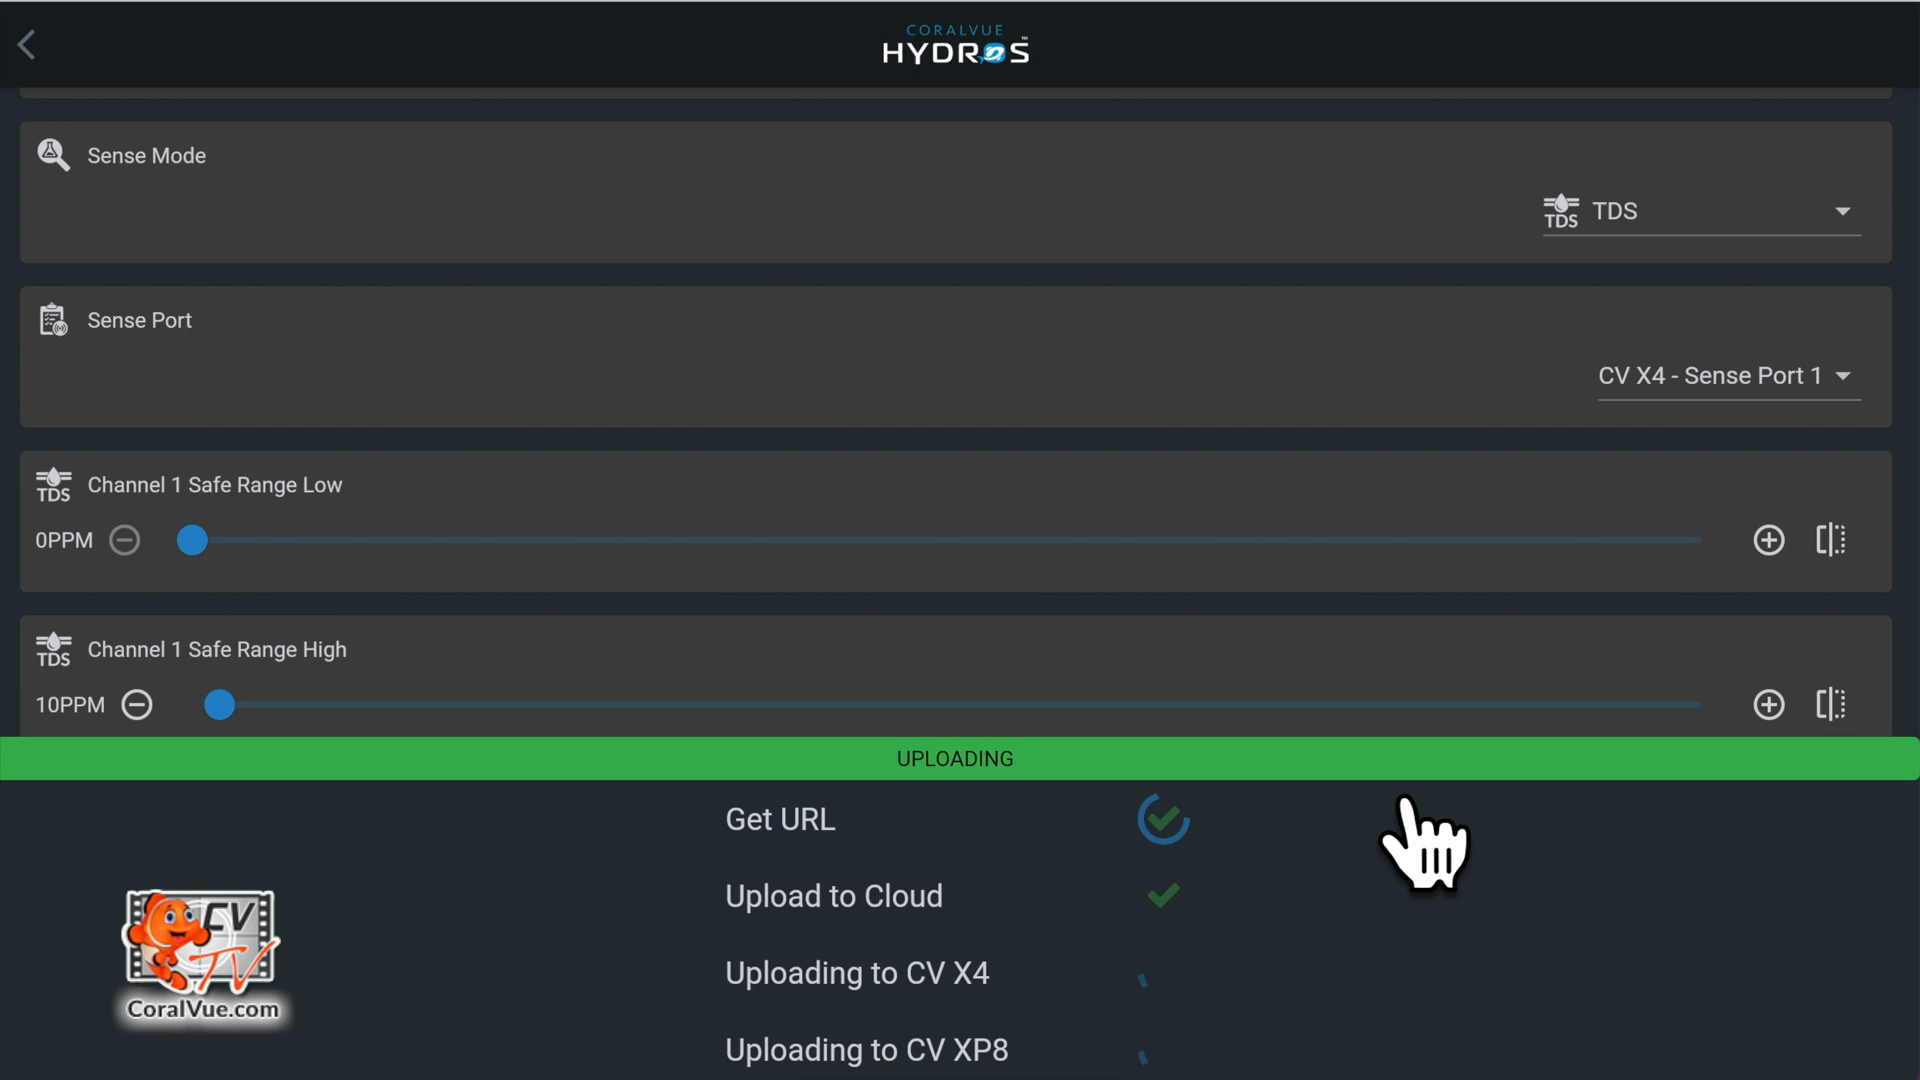 CORALVUE
HYDROS™
Sense Mode
TDS TDS
Sense Port
CV X4 - Sense Port 1
TDS Channel 1 Safe Range Low
0PPM
TDS Channel 1 Safe Range High
10PPM
UPLOADING
Get URL
Upload to Cloud
Uploading to CV X4
Uploading to CV XP8
CV
TV
CoralVue.com